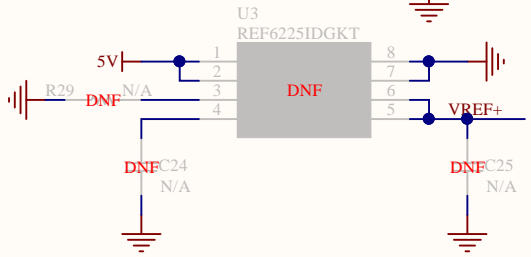 U3
REF6225IDGKT
5V
1
8
2
7
R29
DNF
N/A
3
DNF
6
4
5
VREF+
DNF
C24
N/A
DNF
C25
N/A